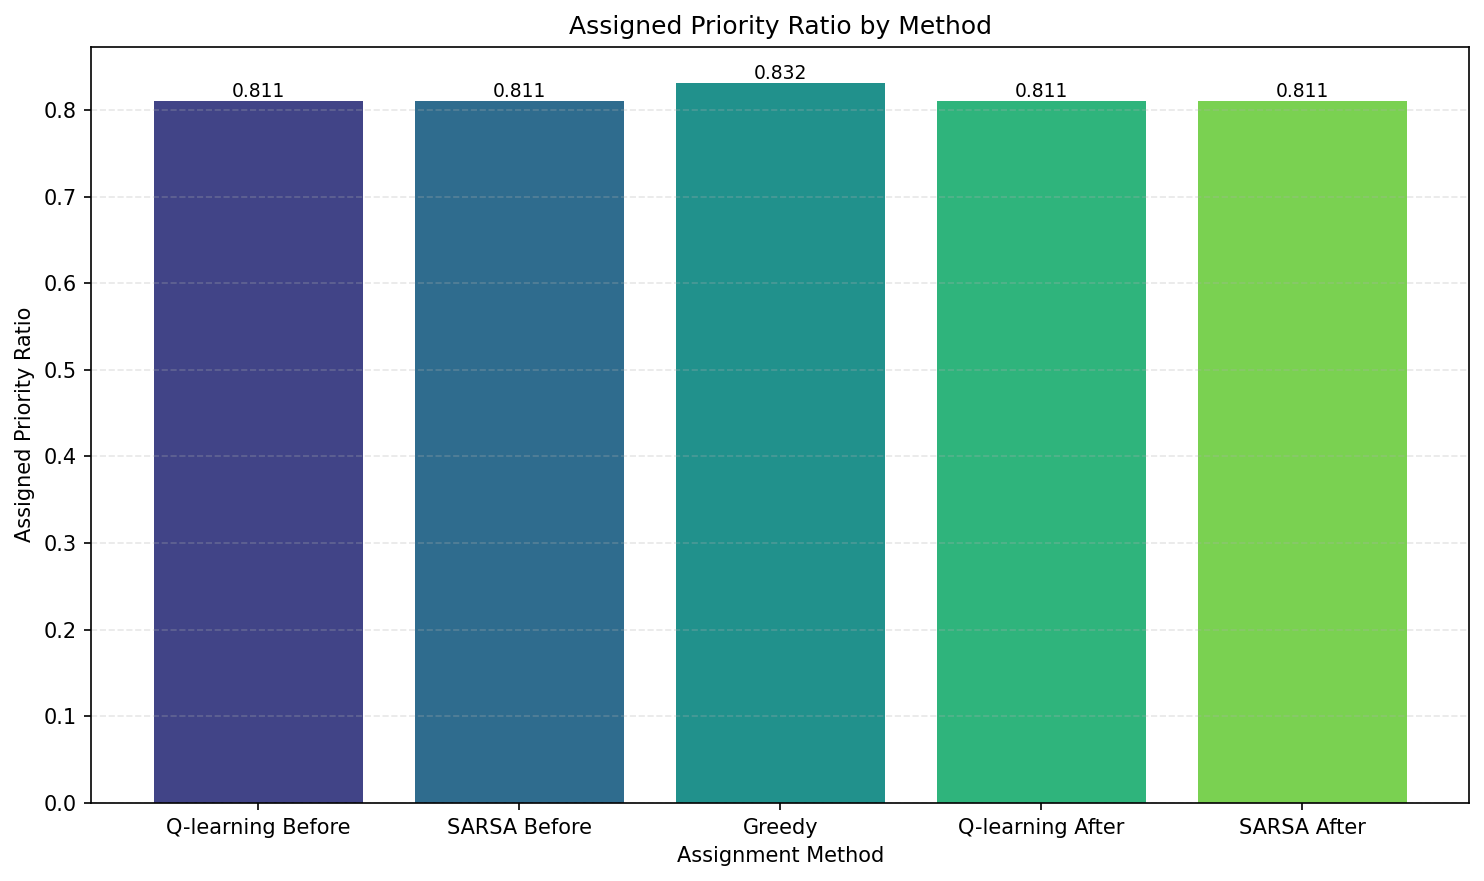 Assigned Priority Ratio by Method
Assigned Priority Ratio
0.8
0.7
0.6
0.5
0.4
0.3
0.2
0.1
0.0
0.811
0.811
0.832
0.811
0.811
Q-learning Before
SARSA Before
Greedy
Q-learning After
SARSA After
Assignment Method